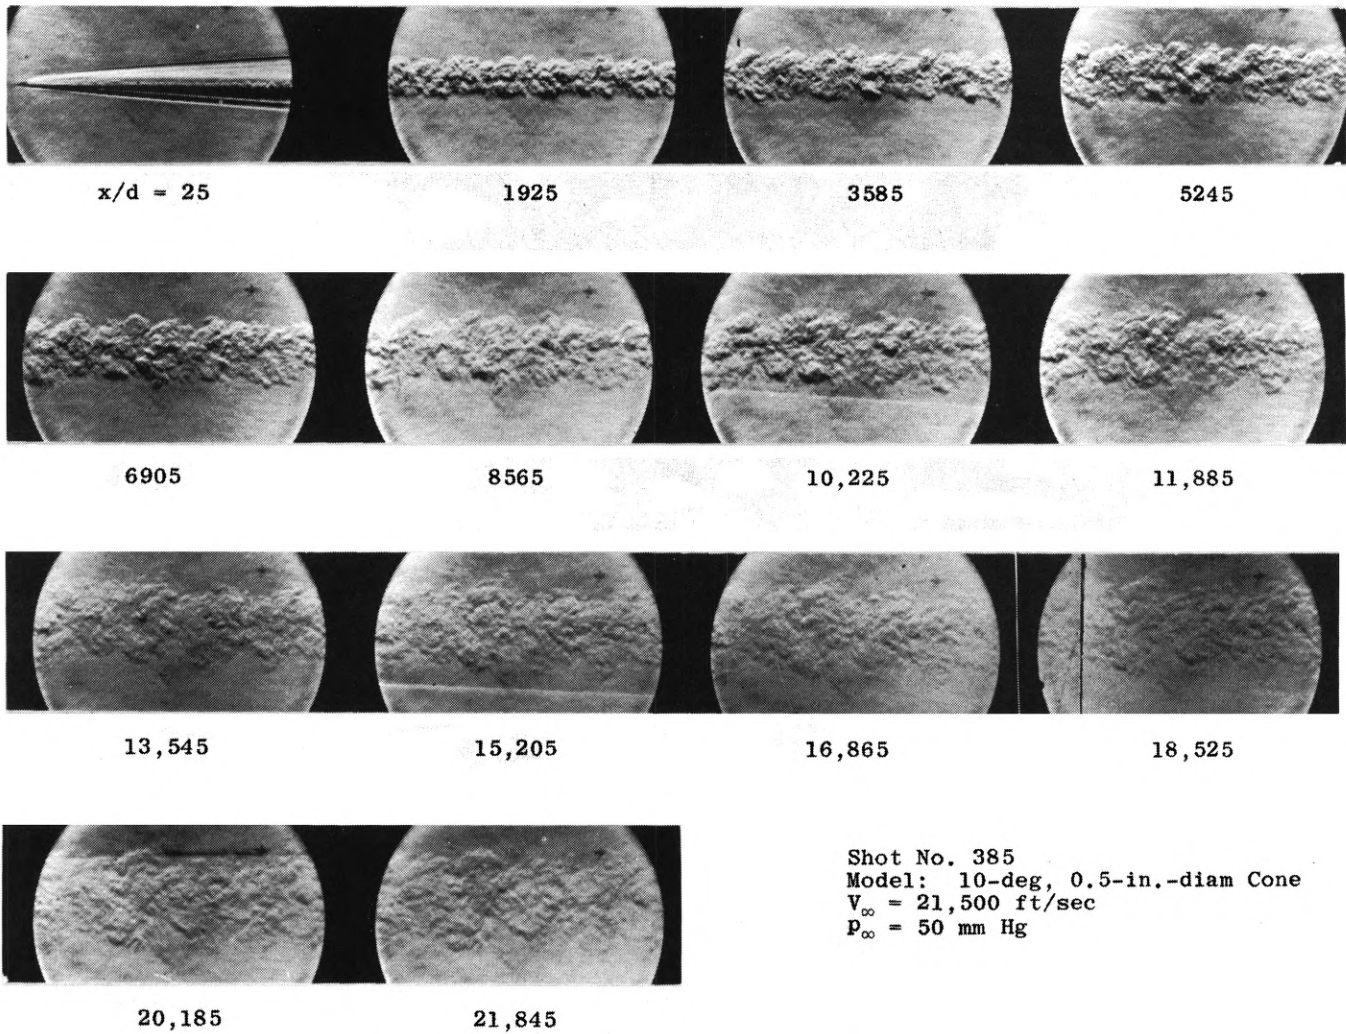 x/d = 25
1925
3585
5245
6905
8565
10,225
11,885
13,545
15,205
16,865
18,525
20,185
21,845
Shot No. 385
Model: 10-deg, 0.5-in.-diam Cone
V∞ = 21,500 ft/sec
p∞ = 50 mm Hg